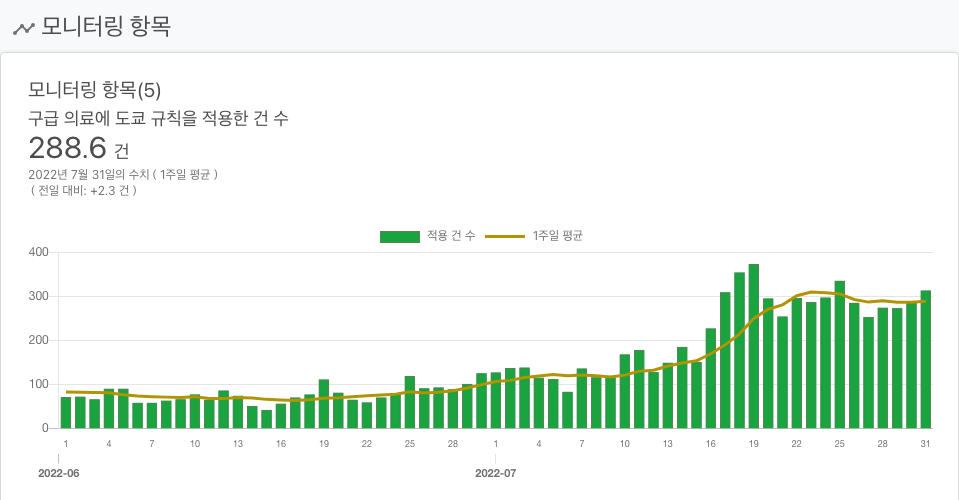 모니터링 항목
모니터링 항목(5)
구급 의료에 도쿄 규칙을 적용한 건 수
288.6 건
2022년 7월 31일의 수치 ( 1주일 평균 )
( 전일 대비: +2.3 건 )
적용 건 수 1주일 평균
400
300
200
100
0
1 4 7 10 13 16 19 22 25 28 1 4 7 10 13 16 19 22 25 28 31
2022-06 2022-07